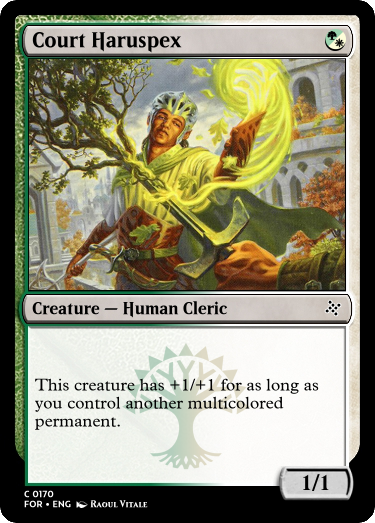 Court Haruspex
Creature — Human Cleric
This creature has +1/+1 for as long as
you control another multicolored
permanent.
1/1
C 0170
FOR • ENG Raoul Vitale